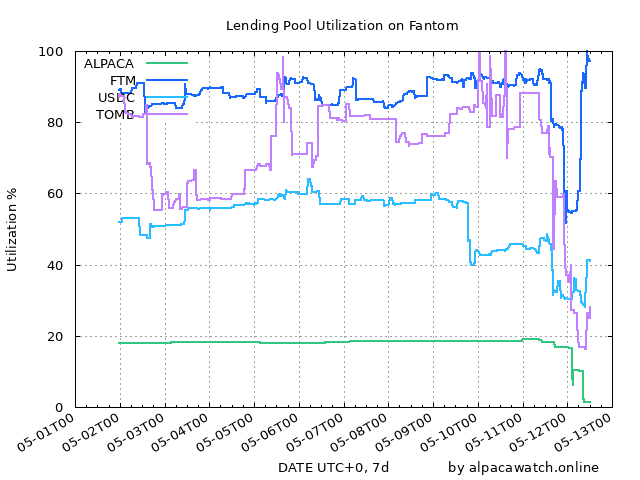 Lending Pool Utilization on Fantom
100
80
60
40
20
0
Utilization %
ALPACA
FTM
USDC
TOMB
05-01T00
05-02T00
05-03T00
05-04T00
05-05T00
05-06T00
05-07T00
05-08T00
05-09T00
05-10T00
05-11T00
05-12T00
05-13T00
DATE UTC+0, 7d
by alpacawatch.online